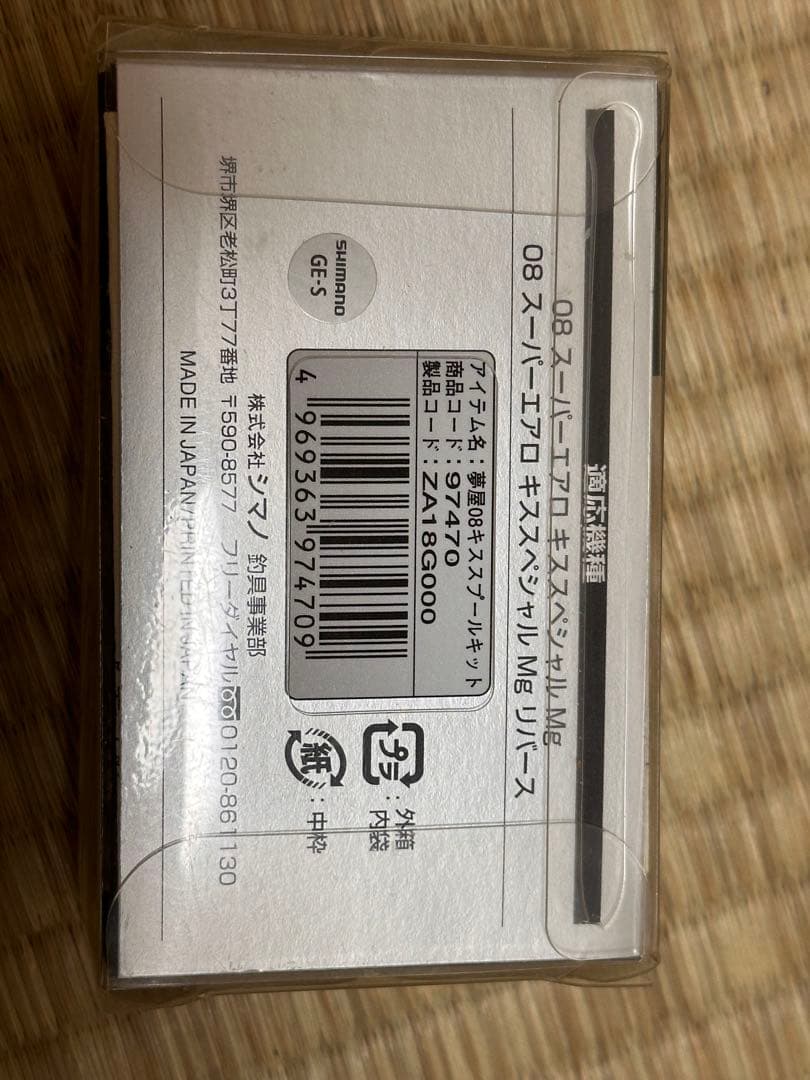 適応機種
08 スーパーエアロ キススペシャル Mg
08 スーパーエアロ キススペシャル Mg リバース
アイテム名：夢屋08キススプールキット
商品コード：97470
製品コード：ZA18G000
4 969363 974709
SHIMANO
GE-S
プラ：外箱
内袋
紙：中枠
株式会社 シマノ 釣具事業部
堺市堺区老松町3丁77番地 〒590-8577 フリーダイヤル 0120-861130
MADE IN JAPAN/PRINTED IN JAPAN